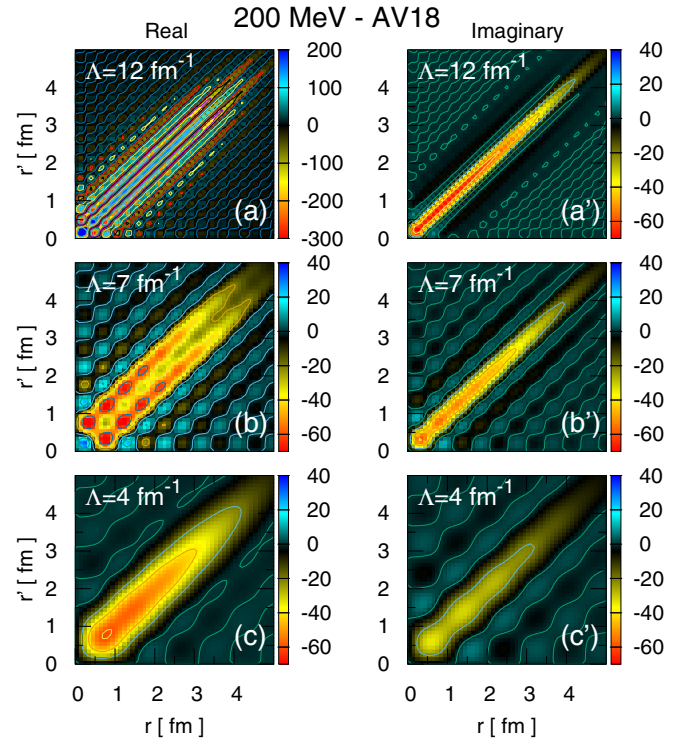 200 MeV - AV18
Real
Imaginary
Λ=12 fm⁻¹
(a)
r' [ fm ]
0
1
2
3
4
200
100
0
-100
-200
-300
Λ=12 fm⁻¹
(a')
40
20
0
-20
-40
-60
Λ=7 fm⁻¹
(b)
r' [ fm ]
0
1
2
3
4
40
20
0
-20
-40
-60
Λ=7 fm⁻¹
(b')
40
20
0
-20
-40
-60
Λ=4 fm⁻¹
(c)
r' [ fm ]
0
1
2
3
4
40
20
0
-20
-40
-60
Λ=4 fm⁻¹
(c')
40
20
0
-20
-40
-60
0 1 2 3 4
0 1 2 3 4
r [ fm ]
r [ fm ]